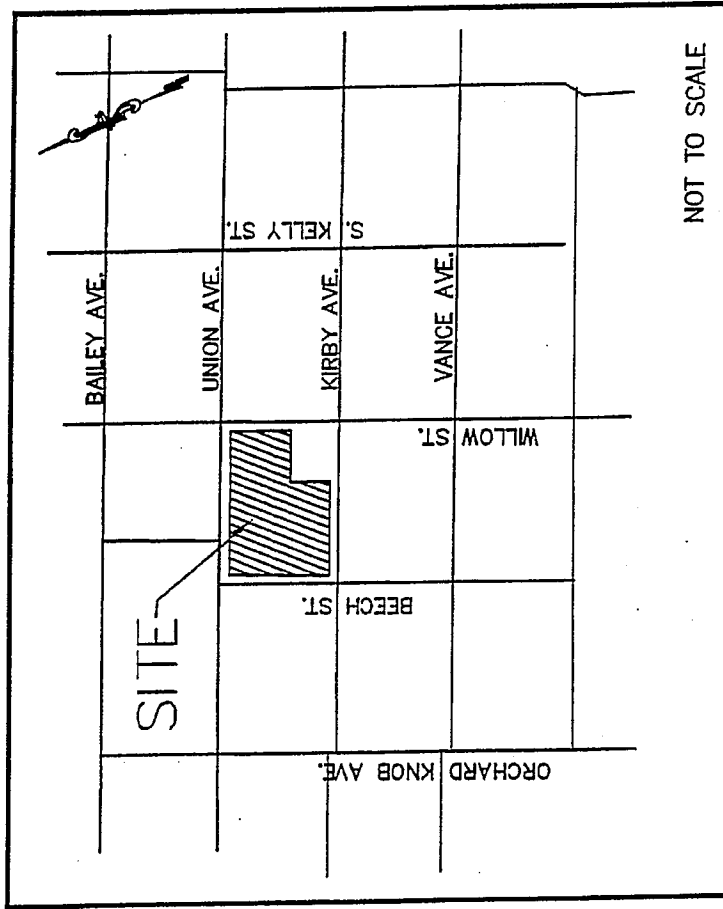 BAILEY AVE.
UNION AVE.
S. KELLY ST.
KIRBY AVE.
VANCE AVE.
WILLOW ST.
SITE
BEECH ST.
ORCHARD KNOB AVE.
NOT TO SCALE